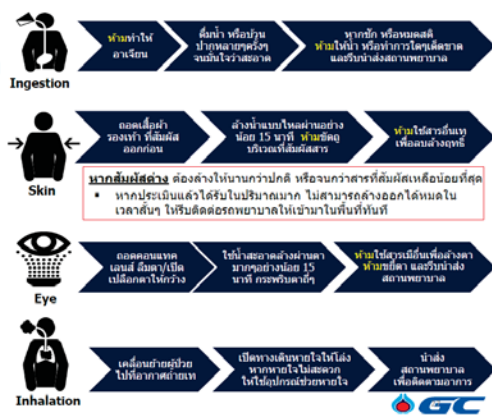 ห้ามทำให้
อาเจียน
ดื่มน้ำ หรือบ้วน
ปากหลายๆครั้งๆ
จนมั่นใจว่าสะอาด
หากชัก หรือหมดสติ
ห้ามให้น้ำ หรือทำการใดๆเด็ดขาด
และรีบนำส่งสถานพยาบาล
Ingestion
ถอดเสื้อผ้า
รองเท้า ที่สัมผัส
ออกก่อน
ล้างน้ำแบบไหลผ่านอย่าง
น้อย 15 นาที ห้ามขัดถู
บริเวณที่สัมผัสสาร
ห้ามใช้สารอื่นเท
เพื่อลบล้างฤทธิ์
Skin
หากสัมผัสด่าง ต้องล้างให้นานกว่าปกติ หรือจนกว่าสารที่สัมผัสเหลือน้อยที่สุด
▪ หากประเมินแล้วได้รับในปริมาณมาก ไม่สามารถล้างออกได้หมดใน
เวลาสั้นๆ ให้รีบติดต่อรถพยาบาลให้เข้ามาในพื้นที่ทันที
ถอดคอนแทค
เลนส์ ลืมตา/เปิด
เปลือกตาให้กว้าง
ใช้น้ำสะอาดล้างผ่านตา
มากๆอย่างน้อย 15
นาที กระพริบตาถี่ๆ
ห้ามใช้สารเมีอื่นเพื่อล้างตา
ห้ามขยี้ตา และรีบนำส่ง
สถานพยาบาล
Eye
เคลื่อนย้ายผู้ป่วย
ไปที่อากาศถ่ายเท
เปิดทางเดินหายใจให้โล่ง
หากหายใจไม่สะดวก
ให้ใช้อุปกรณ์ช่วยหายใจ
นำส่ง
สถานพยาบาล
เพื่อติดตามอาการ
Inhalation
GC